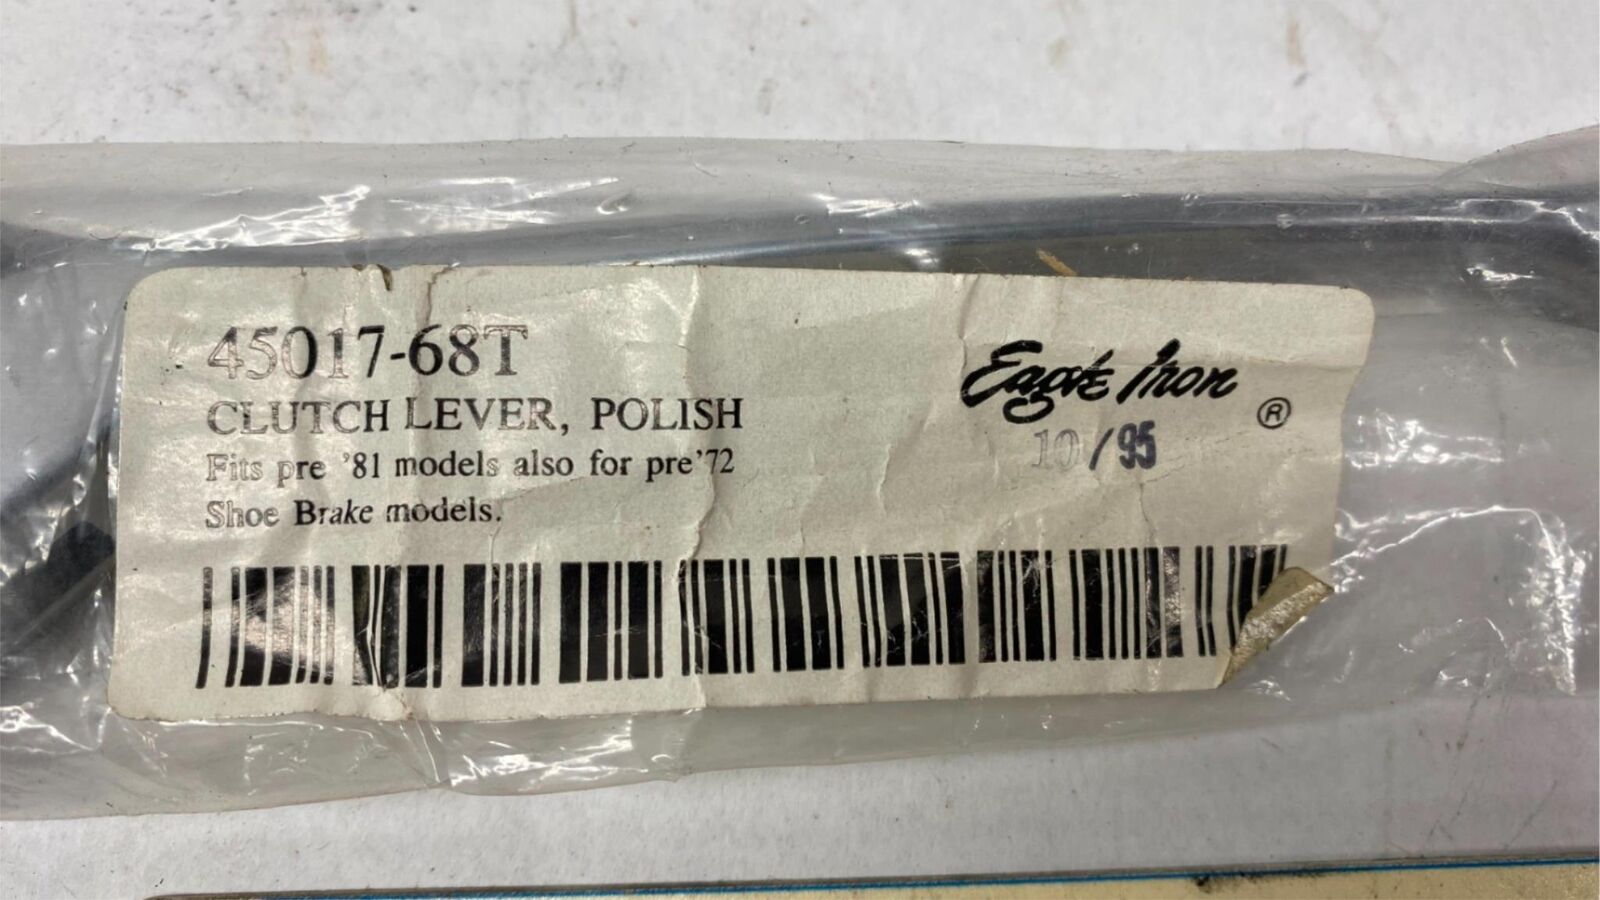 45017-68T
CLUTCH LEVER, POLISH
Fits pre '81 models also for pre'72
Shoe Brake models.
Eagle Iron ®
10/95